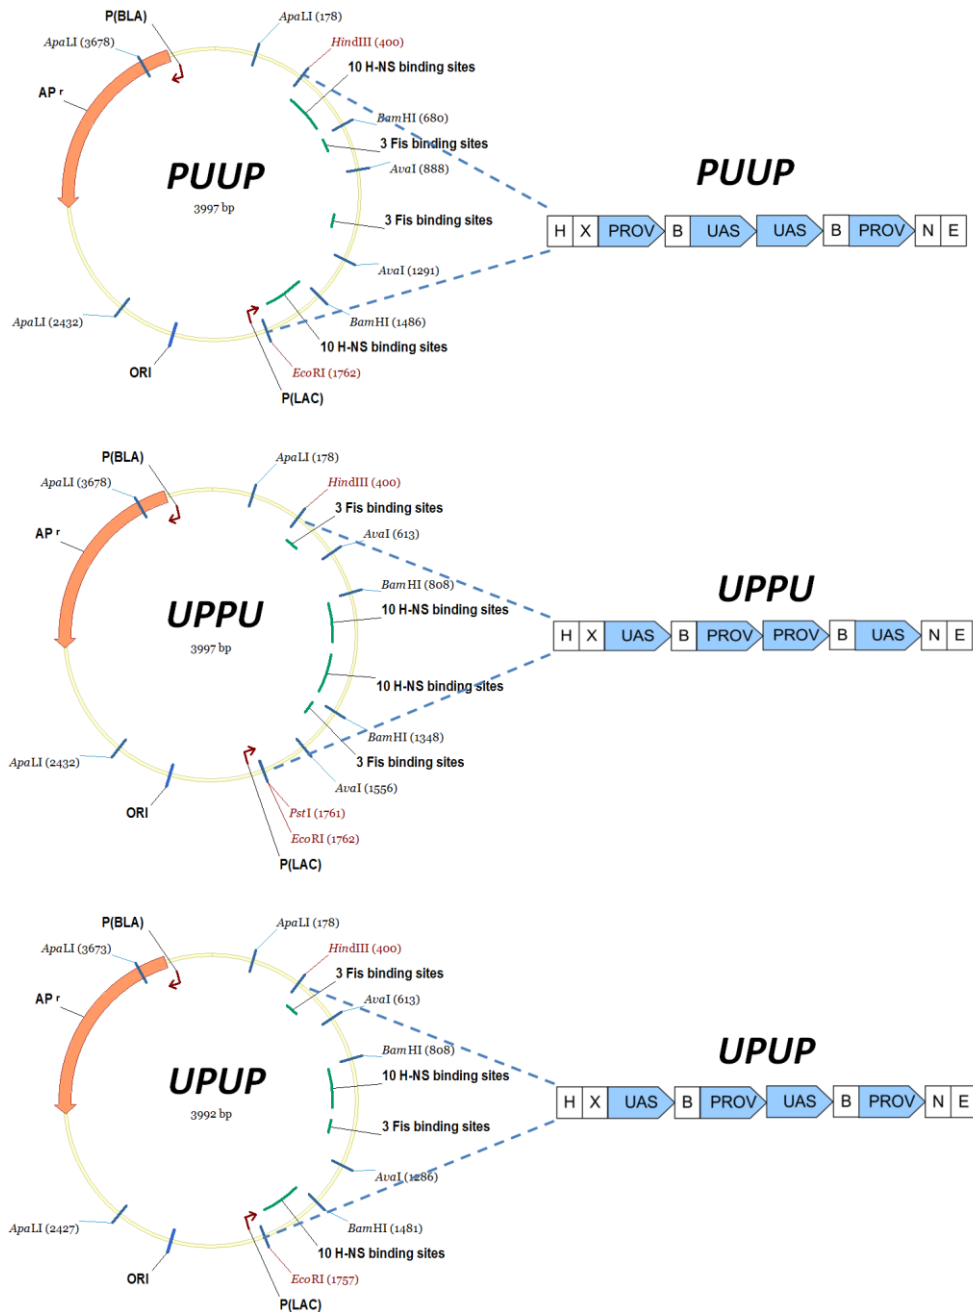 P(BLA)
ApaLI (178)
ApaLI (3678)
HindIII (400)
10 H-NS binding sites
AP r
BamHI (680)
3 Fis binding sites
PUUP
3997 bp
AvaI (888)
PUUP
3 Fis binding sites
H X PROV B UAS UAS B PROV N E
AvaI (1291)
ApaLI (2432)
BamHI (1486)
10 H-NS binding sites
ORI
EcoRI (1762)
P(LAC)
P(BLA)
ApaLI (178)
ApaLI (3678)
HindIII (400)
3 Fis binding sites
AP r
AvaI (613)
BamHI (808)
UPPU
10 H-NS binding sites
UPPU
3997 bp
H X UAS B PROV PROV B UAS N E
10 H-NS binding sites
BamHI (1348)
ApaLI (2432)
3 Fis binding sites
AvaI (1556)
ORI
PstI (1761)
EcoRI (1762)
P(LAC)
P(BLA)
ApaLI (178)
ApaLI (3673)
HindIII (400)
3 Fis binding sites
AP r
AvaI (613)
BamHI (808)
UPUP
10 H-NS binding sites
UPUP
3992 bp
H X UAS B PROV UAS B PROV N E
3 Fis binding sites
AvaI (1286)
ApaLI (2427)
BamHI (1481)
10 H-NS binding sites
ORI
EcoRI (1757)
P(LAC)